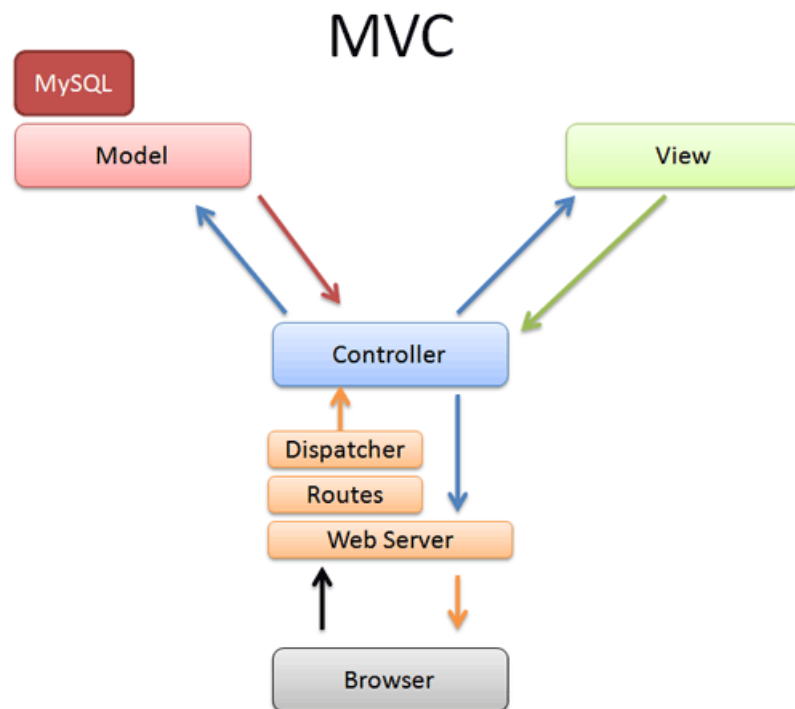 MVC
MySQL
Model
View
Controller
Dispatcher
Routes
Web Server
Browser